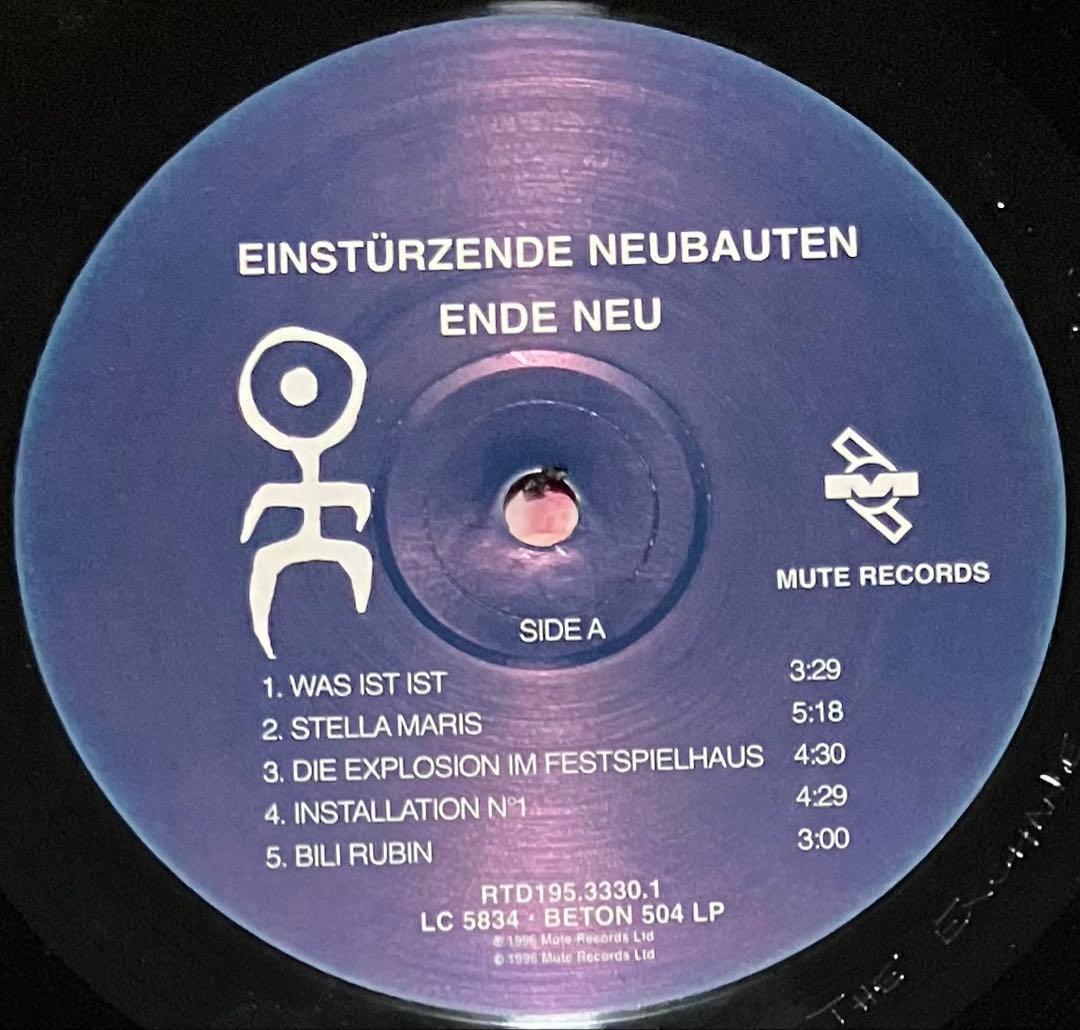 EINSTÜRZENDE NEUBAUTEN
ENDE NEU
MUTE RECORDS
SIDE A
1. WAS IST IST 3:29
2. STELLA MARIS 5:18
3. DIE EXPLOSION IM FESTSPIELHAUS 4:30
4. INSTALLATION Nº1 4:29
5. BILI RUBIN 3:00
RTD195.3330.1
LC 5834 · BETON 504 LP
℗ 1996 Mute Records Ltd
© 1996 Mute Records Ltd
THE